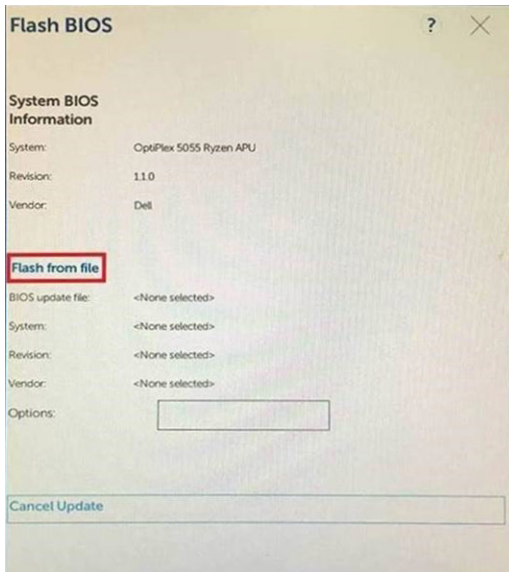 Flash BIOS ?
System BIOS
Information
System: OptiPlex 5055 Ryzen APU
Revision: 1.1.0
Vendor: Dell
Flash from file
BIOS update file: <None selected>
System: <None selected>
Revision: <None selected>
Vendor: <None selected>
Options:
Cancel Update